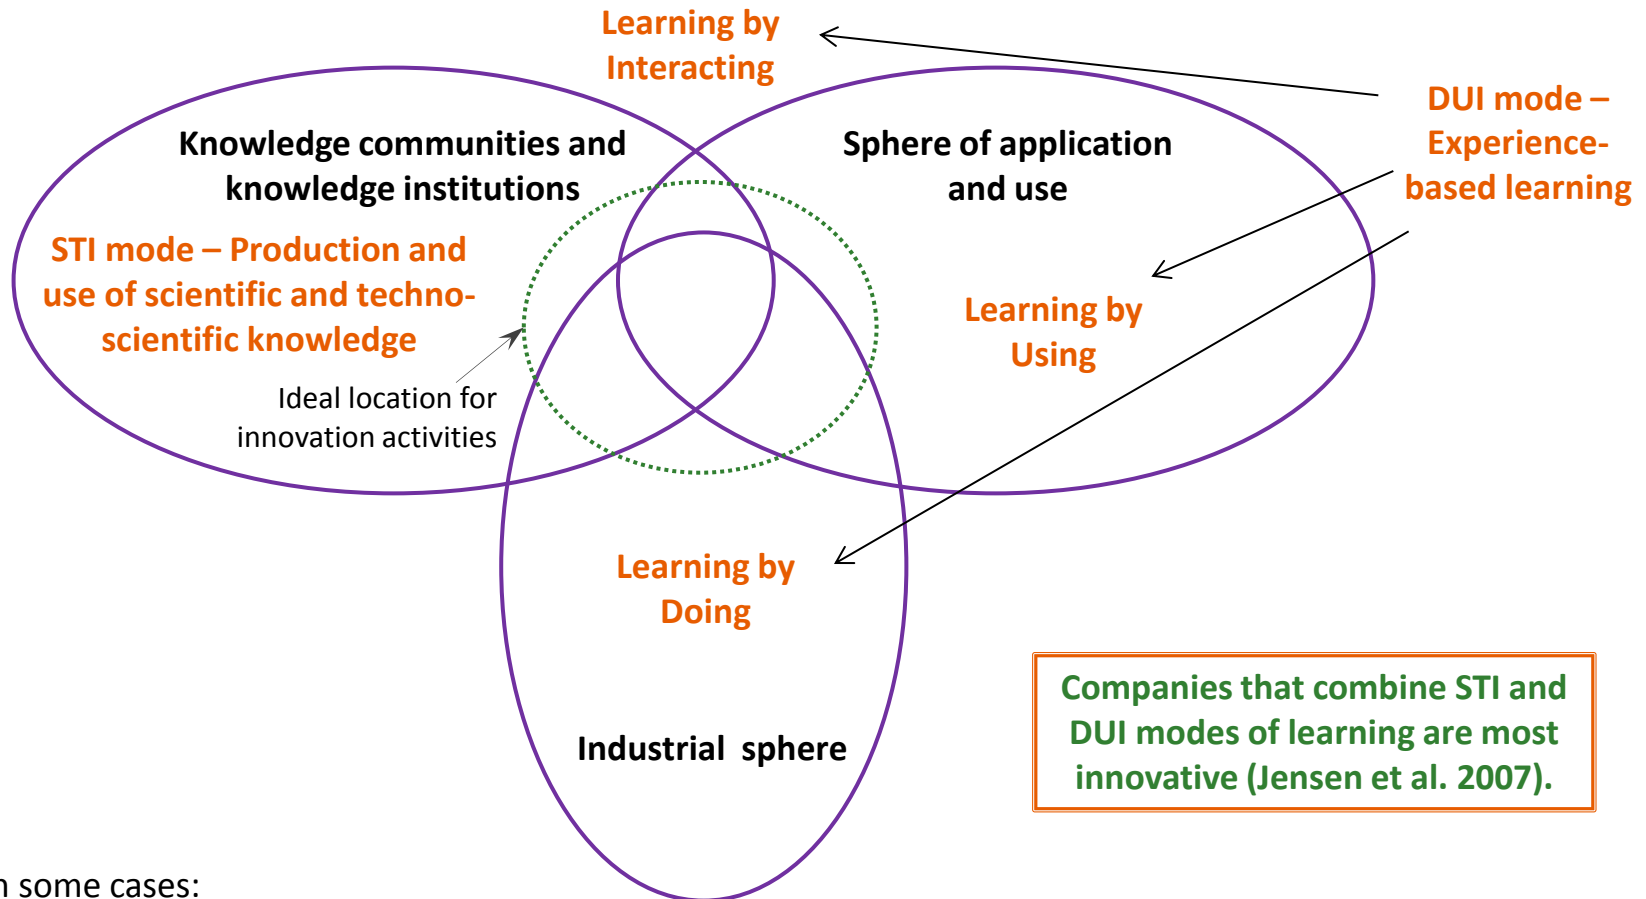 Learning by
Interacting
DUI mode –
Experience-
based learning
Knowledge communities and
knowledge institutions
Sphere of application
and use
STI mode – Production and
use of scientific and techno-
scientific knowledge
Learning by
Using
Ideal location for
innovation activities
Learning by
Doing
Industrial sphere
Companies that combine STI and
DUI modes of learning are most
innovative (Jensen et al. 2007).
some cases: